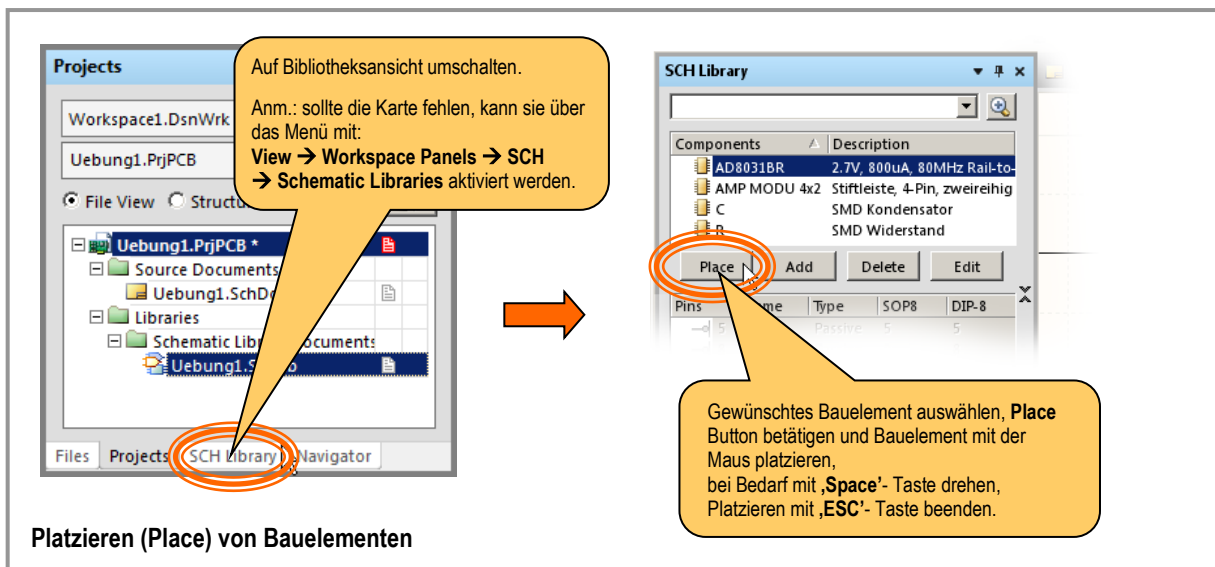 Projects
Workspace1.DsnWrk
Uebung1.PrjPCB
File View
Uebung1.PrjPCB *
Source Documents
Libraries
Files
Projects
SCH Library
Navigator
Auf Bibliotheksansicht umschalten.
Anm.: sollte die Karte fehlen, kann sie über
das Menü mit:
View → Workspace Panels → SCH
→ Schematic Libraries aktiviert werden.
SCH Library
Components Description
AD8031BR 2.7V, 800uA, 80MHz Rail-to-
AMP MODU 4x2 Stiftleiste, 4-Pin, zweireihig
C SMD Kondensator
R SMD Widerstand
Place Add Delete Edit
Pins Type SOP8 DIP-8
5 Passive 5 5
Gewünschtes Bauelement auswählen, Place
Button betätigen und Bauelement mit der
Maus platzieren,
bei Bedarf mit ‚Space’- Taste drehen,
Platzieren mit ‚ESC’- Taste beenden.
Platzieren (Place) von Bauelementen